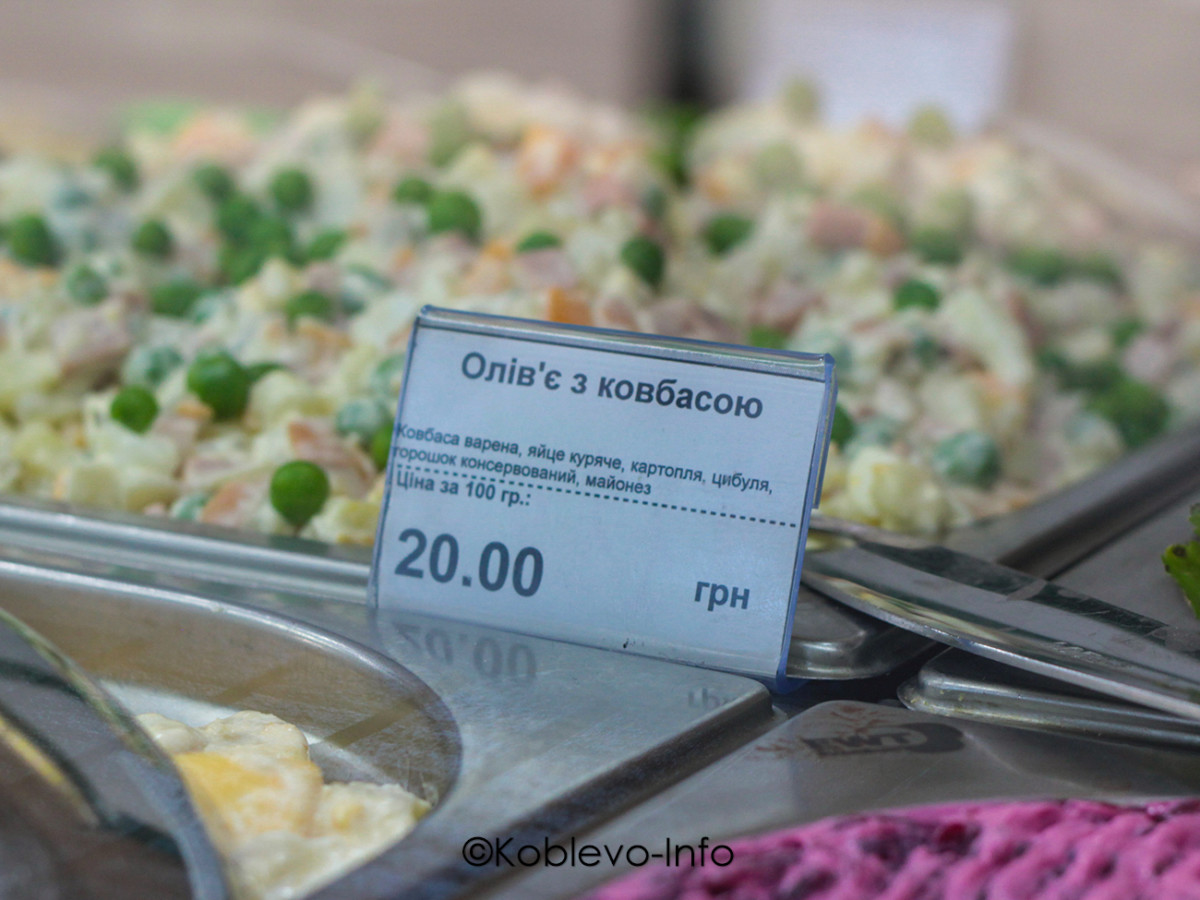 Олів'є з ковбасою
Ковбаса варена, яйце куряче, картопля, цибуля,
горошок консервований, майонез
Ціна за 100 гр.:
20.00 грн
©Koblevo-Info